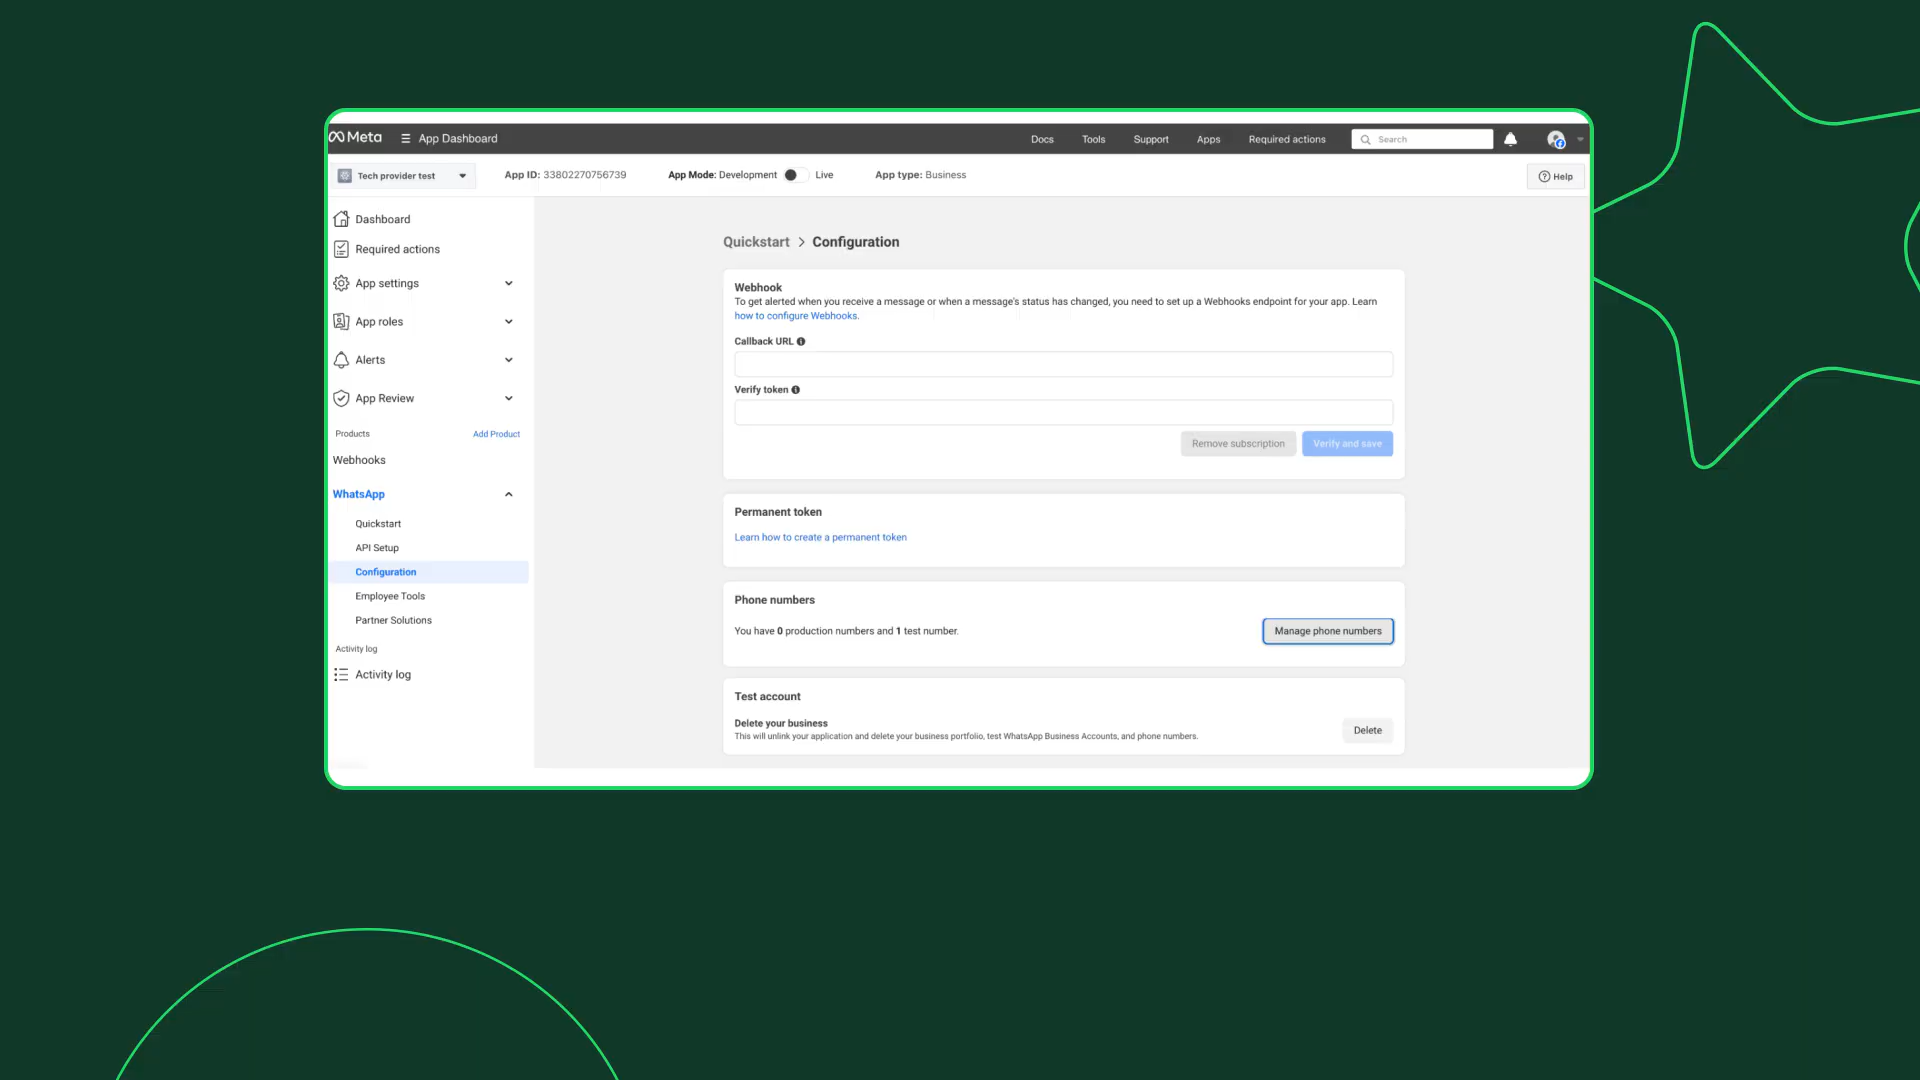 Meta
App Dashboard
Docs
Tools
Support
Apps
Required actions
Search
Tech provider test
App ID: 33802270756739
App Mode: Development
Live
App type: Business
Help
Dashboard
Required actions
App settings
App roles
Alerts
App Review
Products
Add Product
Webhooks
WhatsApp
Quickstart
API Setup
Configuration
Employee Tools
Partner Solutions
Activity log
Activity log
Quickstart > Configuration
Webhook
To get alerted when you receive a message or when a message's status has changed, you need to set up a Webhooks endpoint for your app. Learn
how to configure Webhooks.
Callback URL
Verify token
Remove subscription
Verify and save
Permanent token
Learn how to create a permanent token
Phone numbers
You have 0 production numbers and 1 test number.
Manage phone numbers
Test account
Delete your business
This will unlink your application and delete your business portfolio, test WhatsApp Business Accounts, and phone numbers.
Delete